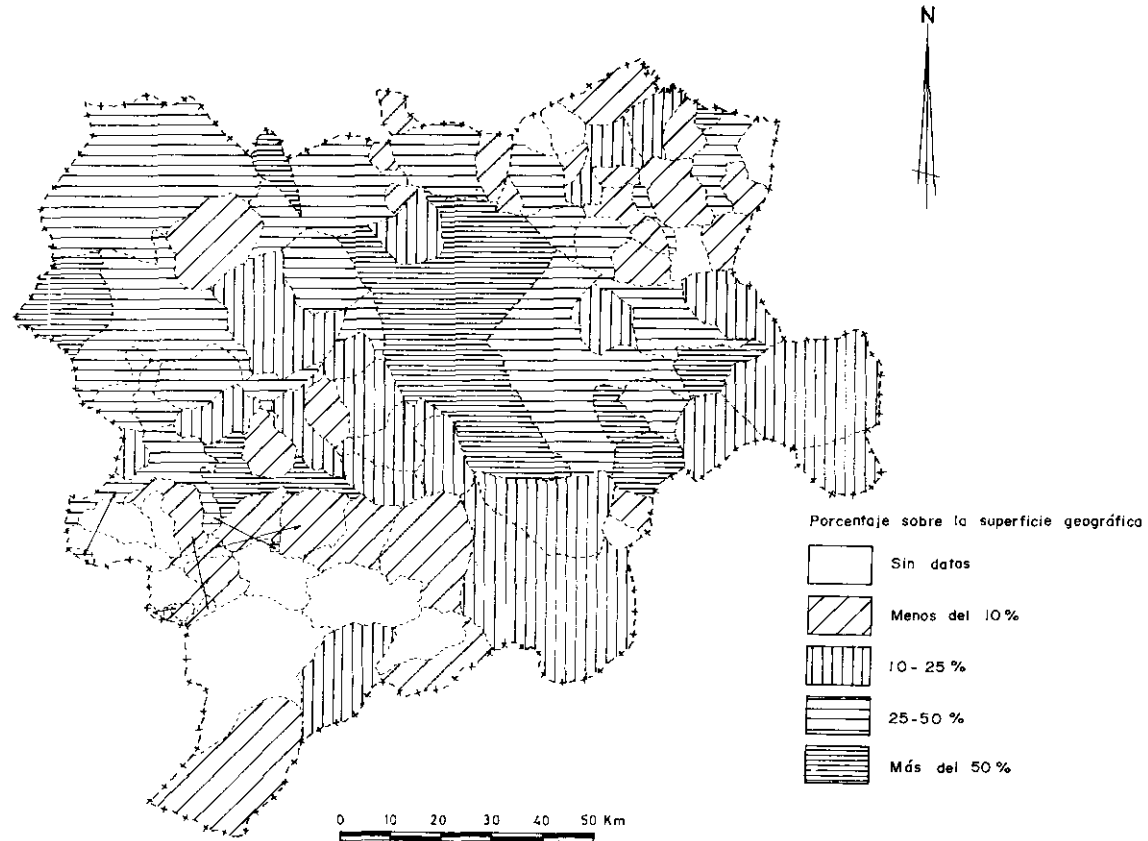 N
Porcentaje sobre la superficie geográfica
Sin datos
Menos del 10%
10-25%
25-50%
Más del 50%
0 10 20 30 40 50 Km